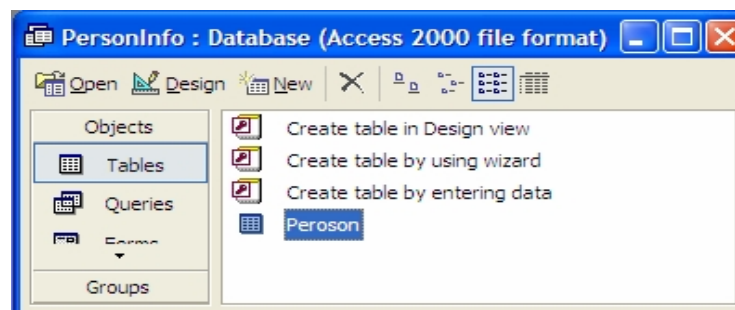 PersonInfo : Database (Access 2000 file format)
Open Design New
Objects
Tables
Queries
Forms
Groups
Create table in Design view
Create table by using wizard
Create table by entering data
Peroson